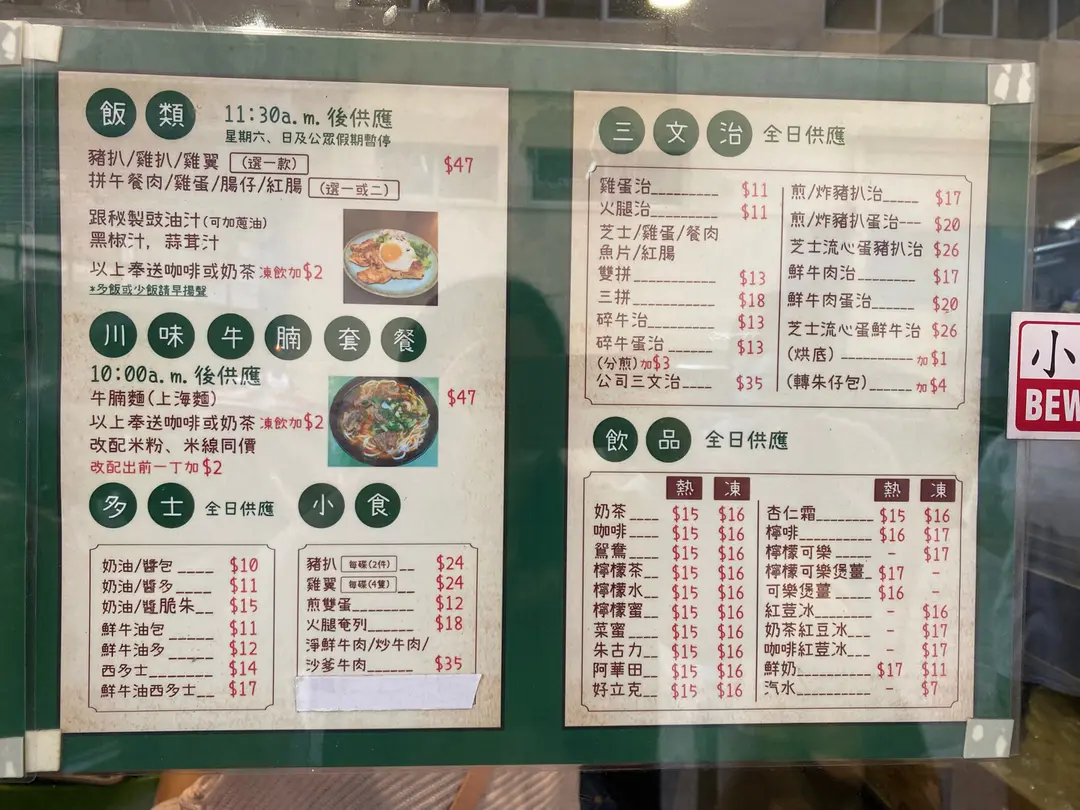 飯類 11:30a.m.後供應
星期六、日及公眾假期暫停
豬扒/雞扒/雞翼 (選一款) $47
拼午餐肉/雞蛋/腸仔/紅腸 (選一或二)
跟秘製豉油汁(可加蔥油)
黑椒汁，蒜茸汁
以上奉送咖啡或奶茶 凍飲加$2
*多飯或少飯請早揚聲
川味牛腩套餐
10:00a.m.後供應
牛腩麵(上海麵) $47
以上奉送咖啡或奶茶 凍飲加$2
改配米粉、米線同價
改配出前一丁加$2
多士 全日供應
奶油/醬包 $10
奶油/醬多 $11
奶油/醬脆朱 $15
鮮牛油包 $11
鮮牛油多 $12
西多士 $14
鮮牛油西多士 $17
小食
豬扒 每碟(2件) $24
雞翼 每碟(4隻) $24
煎雙蛋 $12
火腿奄列 $18
淨鮮牛肉/炒牛肉/
沙爹牛肉 $35
三文治 全日供應
雞蛋治 $11
火腿治 $11
芝士/雞蛋/餐肉
魚片/紅腸
雙拼 $13
三拼 $18
碎牛治 $13
碎牛蛋治 $13
(分煎)加$3
公司三文治 $35
煎/炸豬扒治 $17
煎/炸豬扒蛋治 $20
芝士流心蛋豬扒治 $26
鮮牛肉治 $17
鮮牛肉蛋治 $20
芝士流心蛋鮮牛治 $26
(烘底) 加$1
(轉朱仔包) 加$4
飲品 全日供應
熱 凍
奶茶 $15 $16
咖啡 $15 $16
鴛鴦 $15 $16
檸檬茶 $15 $16
檸檬水 $15 $16
檸檬蜜 $15 $16
菜蜜 $15 $16
朱古力 $15 $16
阿華田 $15 $16
好立克 $15 $16
熱 凍
杏仁霜 $15 $16
檸啡 $16 $17
檸檬可樂 - $17
檸檬可樂煲薑 $17 -
可樂煲薑 $16 -
紅荳冰 - $16
奶茶紅豆冰 - $17
咖啡紅荳冰 - $17
鮮奶 $17 $11
汽水 - $7
小
BEW